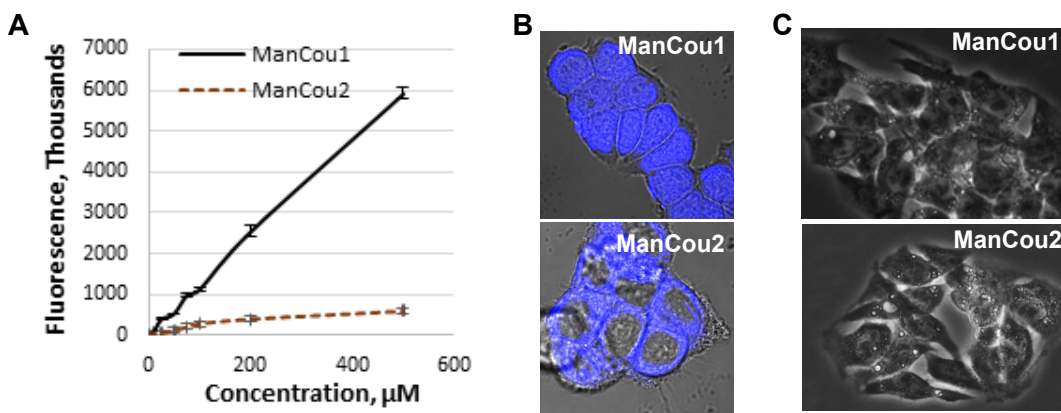 A
Fluorescence, Thousands
7000
6000
5000
4000
3000
2000
1000
0
ManCou1
ManCou2
0
200
400
600
Concentration, µM
B
ManCou1
ManCou2
C
ManCou1
ManCou2